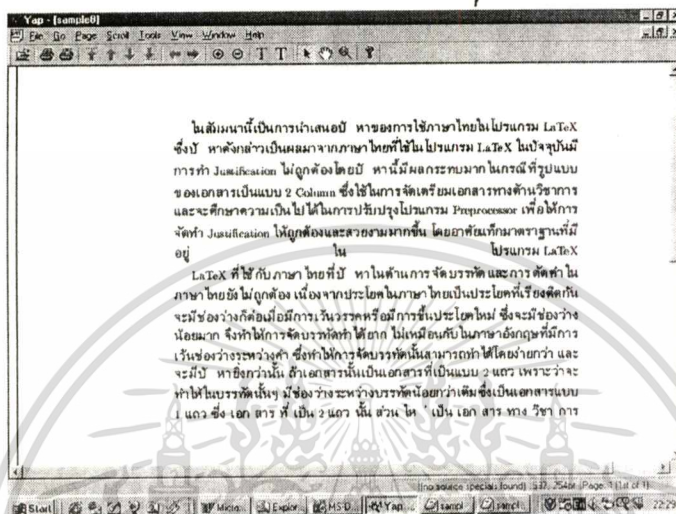 Yap - [sample8]
File Go Page Scroll Tools View Window Help
ในสัมมนานี้เป็นการนำเสนอปั หาของการใช้ภาษาไทยในโปรแกรม LaTeX
ซึ่งปั หาดังกล่าวเป็นผลมาจากภาษาไทยที่ใช้ในโปรแกรม LaTeX ในปัจจุบันมี
การทำ Justification ไม่ถูกต้องโดยปั หานี้มีผลกระทบมากในกรณีที่รูปแบบ
ของเอกสารเป็นแบบ 2 Column ซึ่งใช้ในการจัดเตรียมเอกสารทางด้านวิชาการ
และจะศึกษาความเป็นไปได้ในการปรับปรุงโปรแกรม Preprocessor เพื่อให้การ
จัดทำ Justification ให้ถูกต้องและสวยงามมากขึ้น โดยอาศัยแท็กมาตราฐานที่มี
อยู่ ใน โปรแกรม LaTeX
LaTeX ที่ใช้กับภาษา ไทยที่ปั หาในด้านการ จัดบรรทัด และการ ตัดคำ ใน
ภาษา ไทยยังไม่ถูกต้อง เนื่องจากประโยคในภาษา ไทยเป็นประโยคที่เรียงติดกัน
จะมีช่องว่างก็ต่อเมื่อมีการเว้นวรรคหรือมีการขึ้นประโยคใหม่ ซึ่งจะมีช่องว่าง
น้อยมาก จึงทำให้การจัดบรรทัดทำได้ยาก ไม่เหมือนกับในภาษาอังกฤษที่มีการ
เว้นช่องว่างระหว่างคำ ซึ่งทำให้การจัดบรรทัดนั้นสามารถทำได้โดยง่ายกว่า และ
จะมีปั หายิ่งกว่านั้น ถ้าเอกสารนั้นเป็นเอกสารที่เป็นแบบ 2 แถว เพราะว่าจะ
ทำให้ในบรรทัดนั้นๆ มีช่องว่างระหว่างบรรทัดน้อยกว่าเดิมซึ่งเป็นเอกสารแบบ
1 แถว ซึ่ง เอก สาร ที่ เป็น 2 แถว นั้น ส่วน ให ่ เป็น เอก สาร ทาง วิชา การ
(no source specials found) 537, 254pt Page: 1 (1st of 1)
Start Micro... Explor... MS-D... Yap... sampl... sampl... 22:29